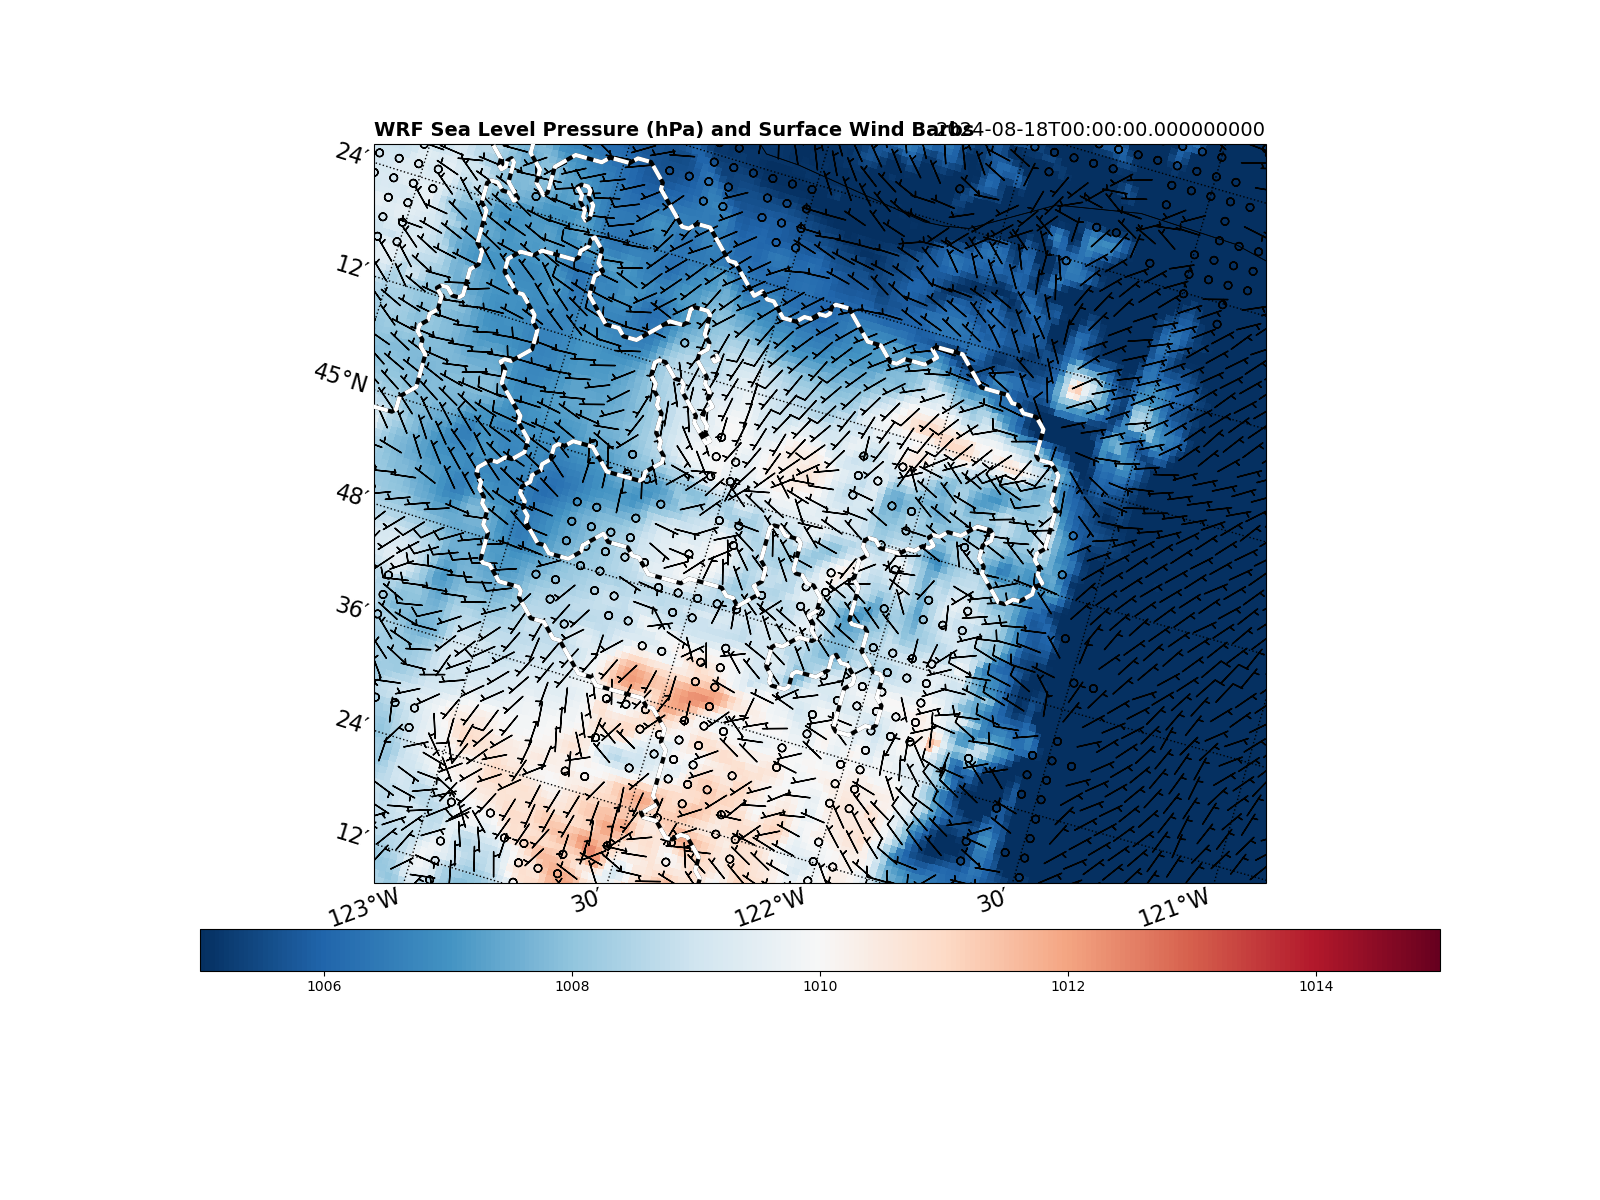 WRF Sea Level Pressure (hPa) and Surface Wind Barbs 2024-08-18T00:00:00.000000000
24′
12′
45°N
48′
36′
24′
12′
123°W 30′ 122°W 30′ 121°W
1006 1008 1010 1012 1014